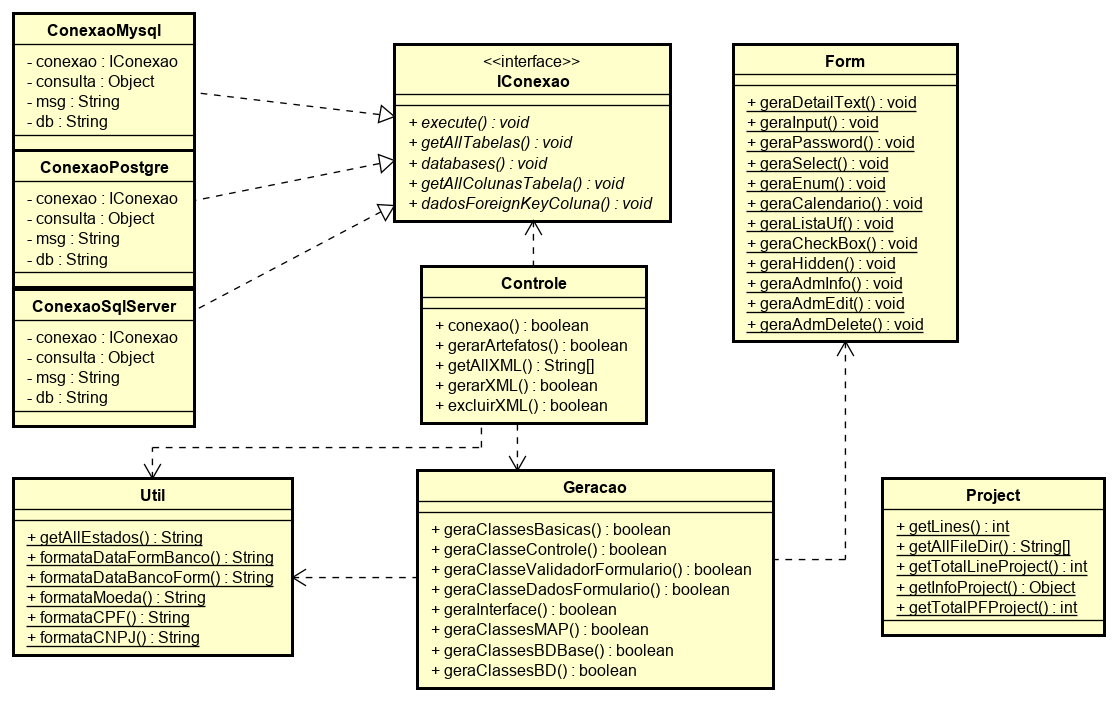 ConexaoMysql
- conexao : IConexao
- consulta : Object
- msg : String
- db : String
ConexaoPostgre
- conexao : IConexao
- consulta : Object
- msg : String
- db : String
ConexaoSqlServer
- conexao : IConexao
- consulta : Object
- msg : String
- db : String
<<interface>>
IConexao
+ execute() : void
+ getAllTabelas() : void
+ databases() : void
+ getAllColunasTabela() : void
+ dadosForeignKeyColuna() : void
Form
+ geraDetailText() : void
+ geraInput() : void
+ geraPassword() : void
+ geraSelect() : void
+ geraEnum() : void
+ geraCalendario() : void
+ geraListaUf() : void
+ geraCheckBox() : void
+ geraHidden() : void
+ geraAdmInfo() : void
+ geraAdmEdit() : void
+ geraAdmDelete() : void
Controle
+ conexao() : boolean
+ gerarArtefatos() : boolean
+ getAllXML() : String[]
+ gerarXML() : boolean
+ excluirXML() : boolean
Util
+ getAllEstados() : String
+ formataDataFormBanco() : String
+ formataDataBancoForm() : String
+ formataMoeda() : String
+ formataCPF() : String
+ formataCNPJ() : String
Geracao
+ geraClassesBasicas() : boolean
+ geraClasseControle() : boolean
+ geraClasseValidadorFormulario() : boolean
+ geraClasseDadosFormulario() : boolean
+ geraInterface() : boolean
+ geraClassesMAP() : boolean
+ geraClassesBDBase() : boolean
+ geraClassesBD() : boolean
Project
+ getLines() : int
+ getAllFileDir() : String[]
+ getTotalLineProject() : int
+ getInfoProject() : Object
+ getTotalPFProject() : int